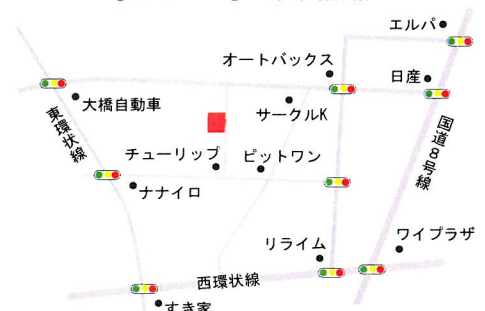 エルパ
オートバックス
日産
大橋自動車
サークルK
東環状線
国道8号線
チューリップ
ピットワン
ナナイロ
ワイプラザ
リライム
西環状線
すき家